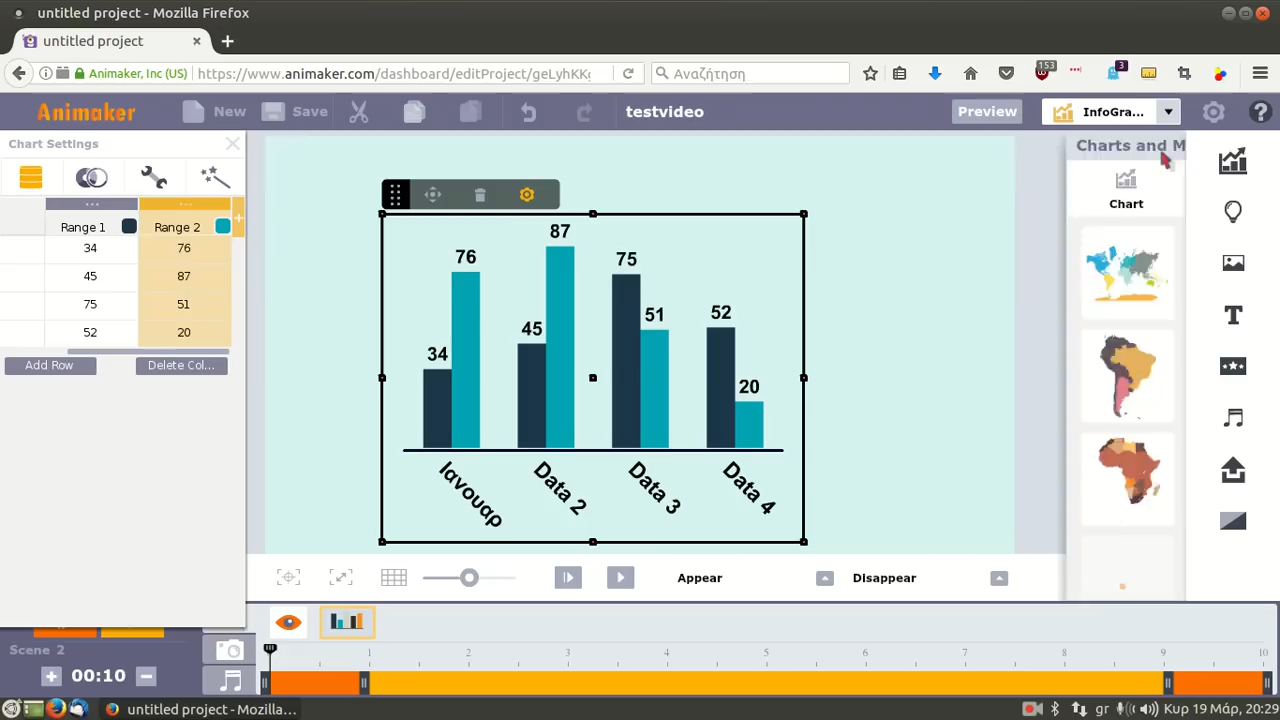 untitled project - Mozilla Firefox
untitled project
Animaker, Inc (US)
https://www.animaker.com/dashboard/editProject/geLyhKK
Αναζήτηση
153
3
Animaker
New
Save
testvideo
Preview
InfoGra...
Chart Settings
Range 1
Range 2
34
76
45
87
75
51
52
20
Add Row
Delete Col...
34
76
45
87
75
51
52
20
Ιανουαρ
Data 2
Data 3
Data 4
Charts and M
Chart
Appear
Disappear
Scene 2
00:10
1
2
3
4
5
6
7
8
9
10
untitled project - Mozilla...
gr
Κυρ 19 Μάρ, 20:29